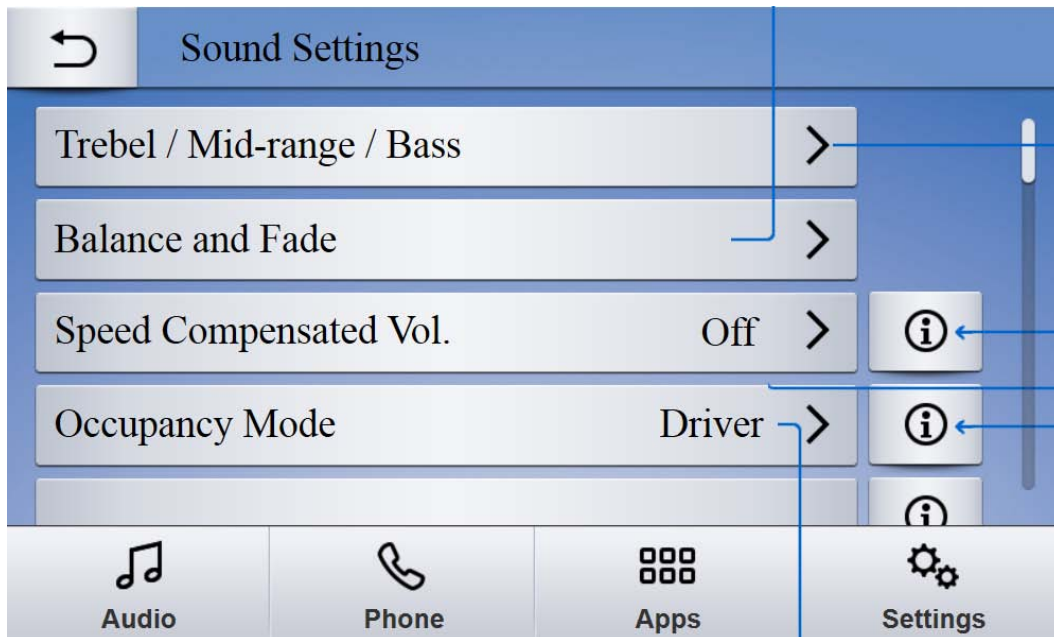 Sound Settings
Trebel / Mid-range / Bass
Balance and Fade
Speed Compensated Vol. Off
Occupancy Mode Driver
Audio Phone Apps Settings